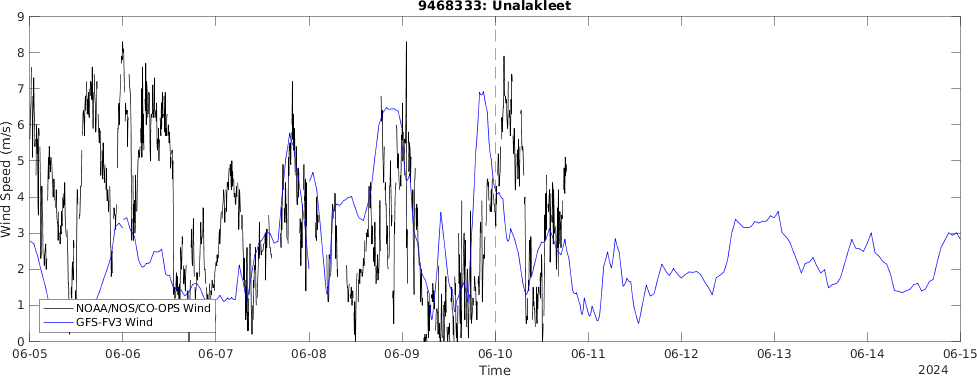 9468333: Unalakleet
Wind Speed (m/s)
9
8
7
6
5
4
3
2
1
0
NOAA/NOS/CO-OPS Wind
GFS-FV3 Wind
06-05 06-06 06-07 06-08 06-09 06-10 06-11 06-12 06-13 06-14 06-15
Time
2024